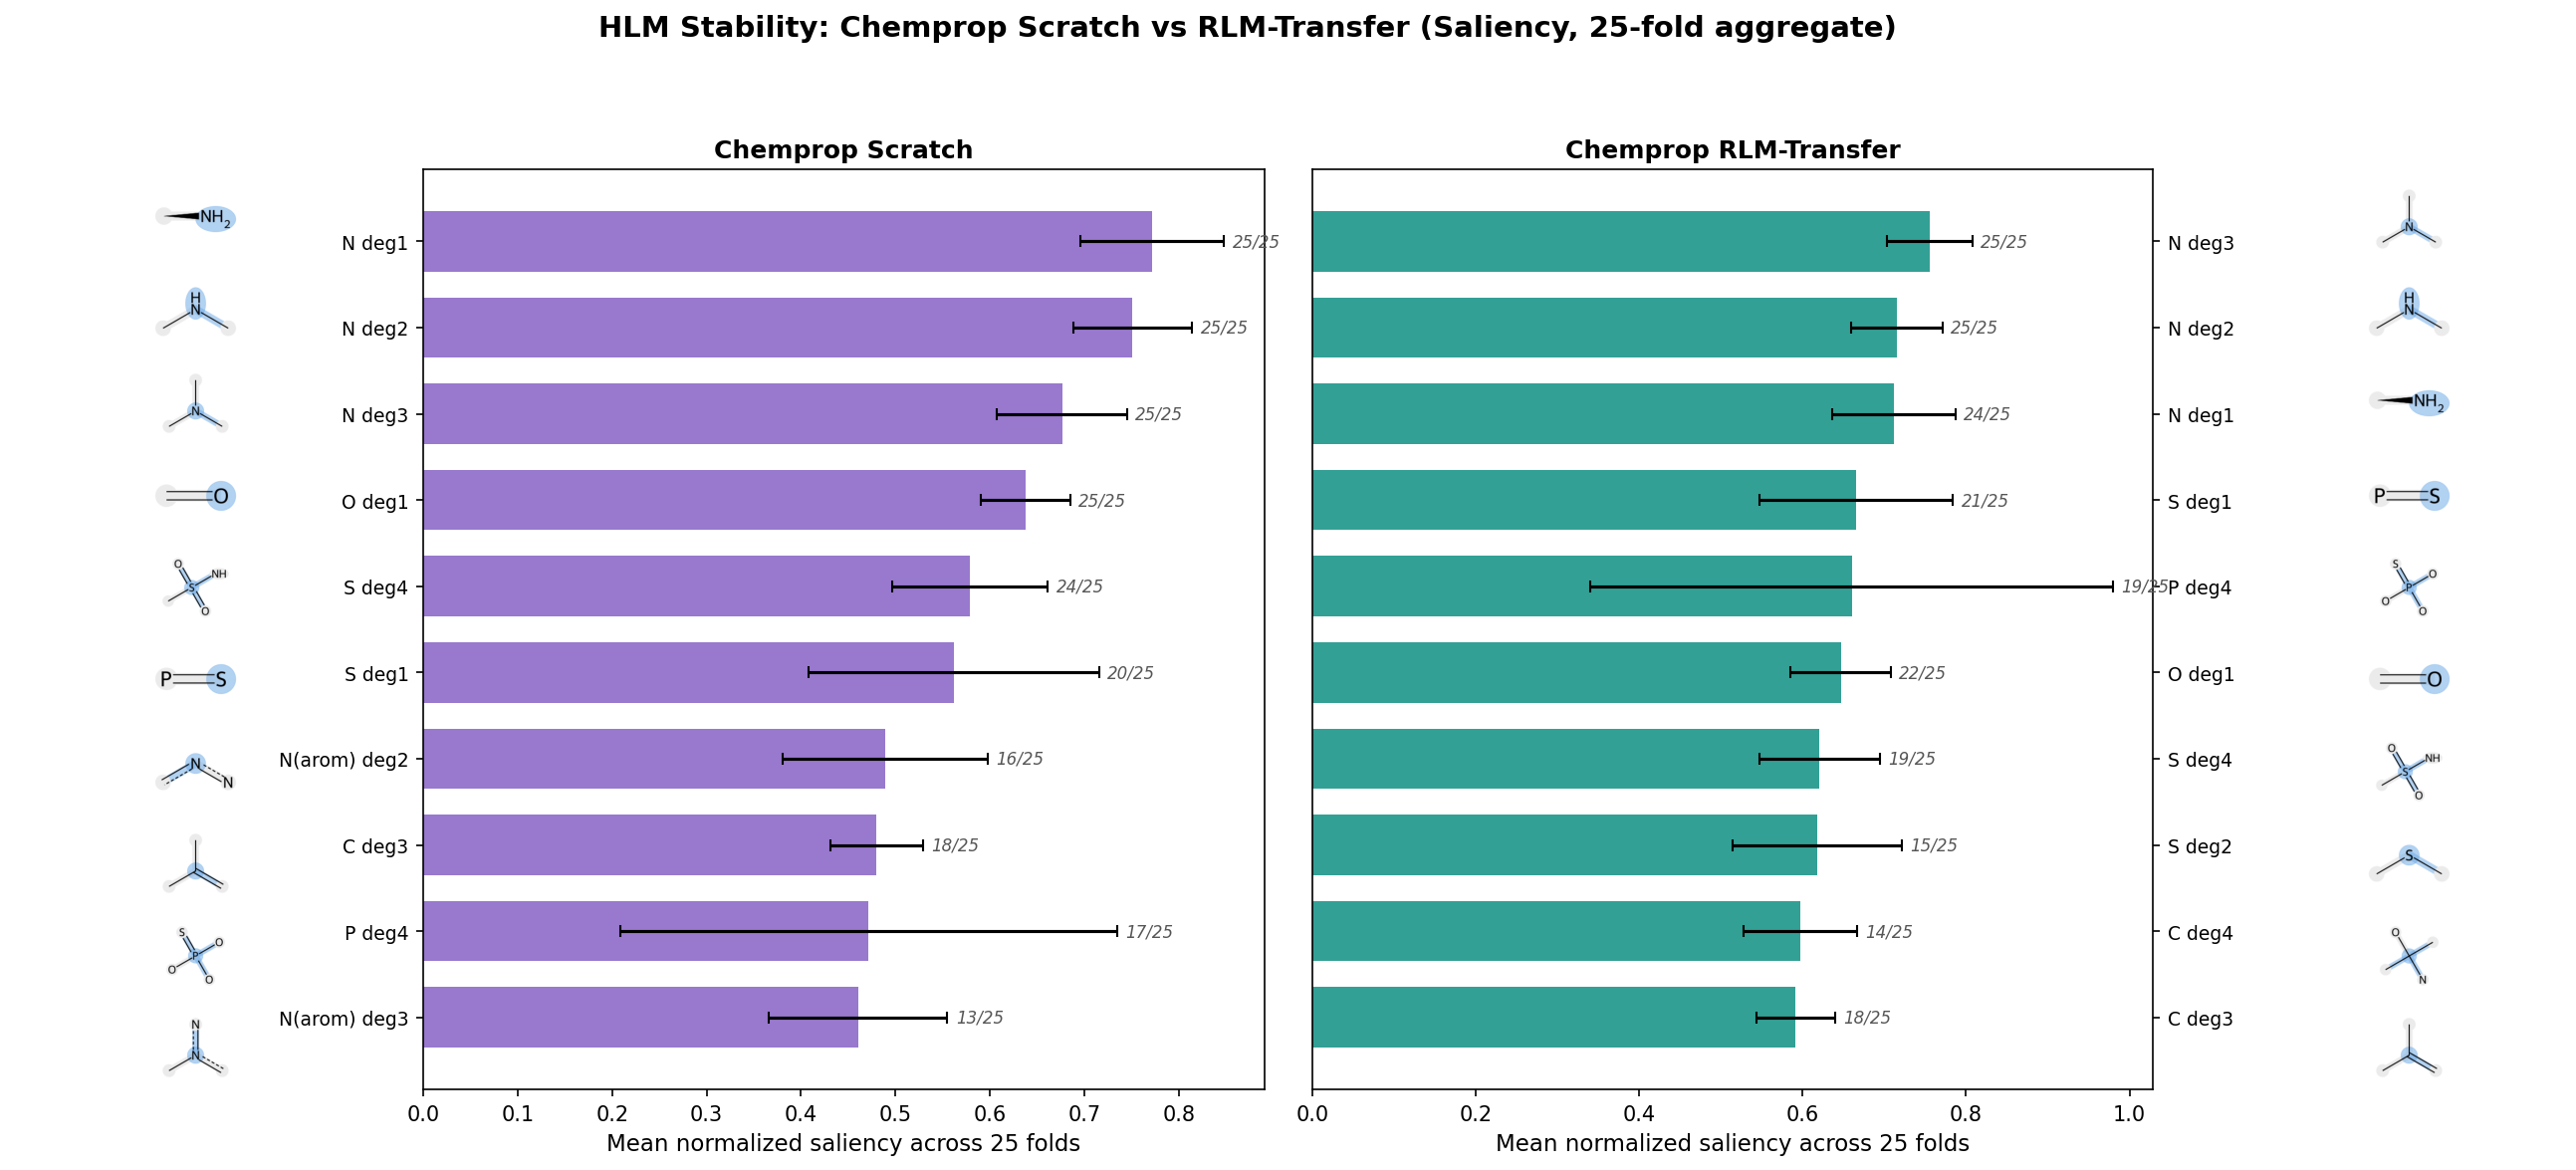 HLM Stability: Chemprop Scratch vs RLM-Transfer (Saliency, 25-fold aggregate)
Chemprop Scratch
NH2
N deg1
25/25
H
N
N deg2
25/25
N
N deg3
25/25
O
O deg1
25/25
O
S
NH
O
S deg4
24/25
P
S
S deg1
20/25
N
N
N(arom) deg2
16/25
C deg3
18/25
S
O
P
O
O
P deg4
17/25
N
N
N(arom) deg3
13/25
0.0 0.1 0.2 0.3 0.4 0.5 0.6 0.7 0.8
Mean normalized saliency across 25 folds
Chemprop RLM-Transfer
25/25
N deg3
N
25/25
N deg2
H
N
24/25
N deg1
NH2
21/25
S deg1
P
S
19/25
P deg4
S
O
P
O
O
22/25
O deg1
O
19/25
S deg4
O
NH
S
O
15/25
S deg2
S
14/25
C deg4
O
N
18/25
C deg3
0.0 0.2 0.4 0.6 0.8 1.0
Mean normalized saliency across 25 folds